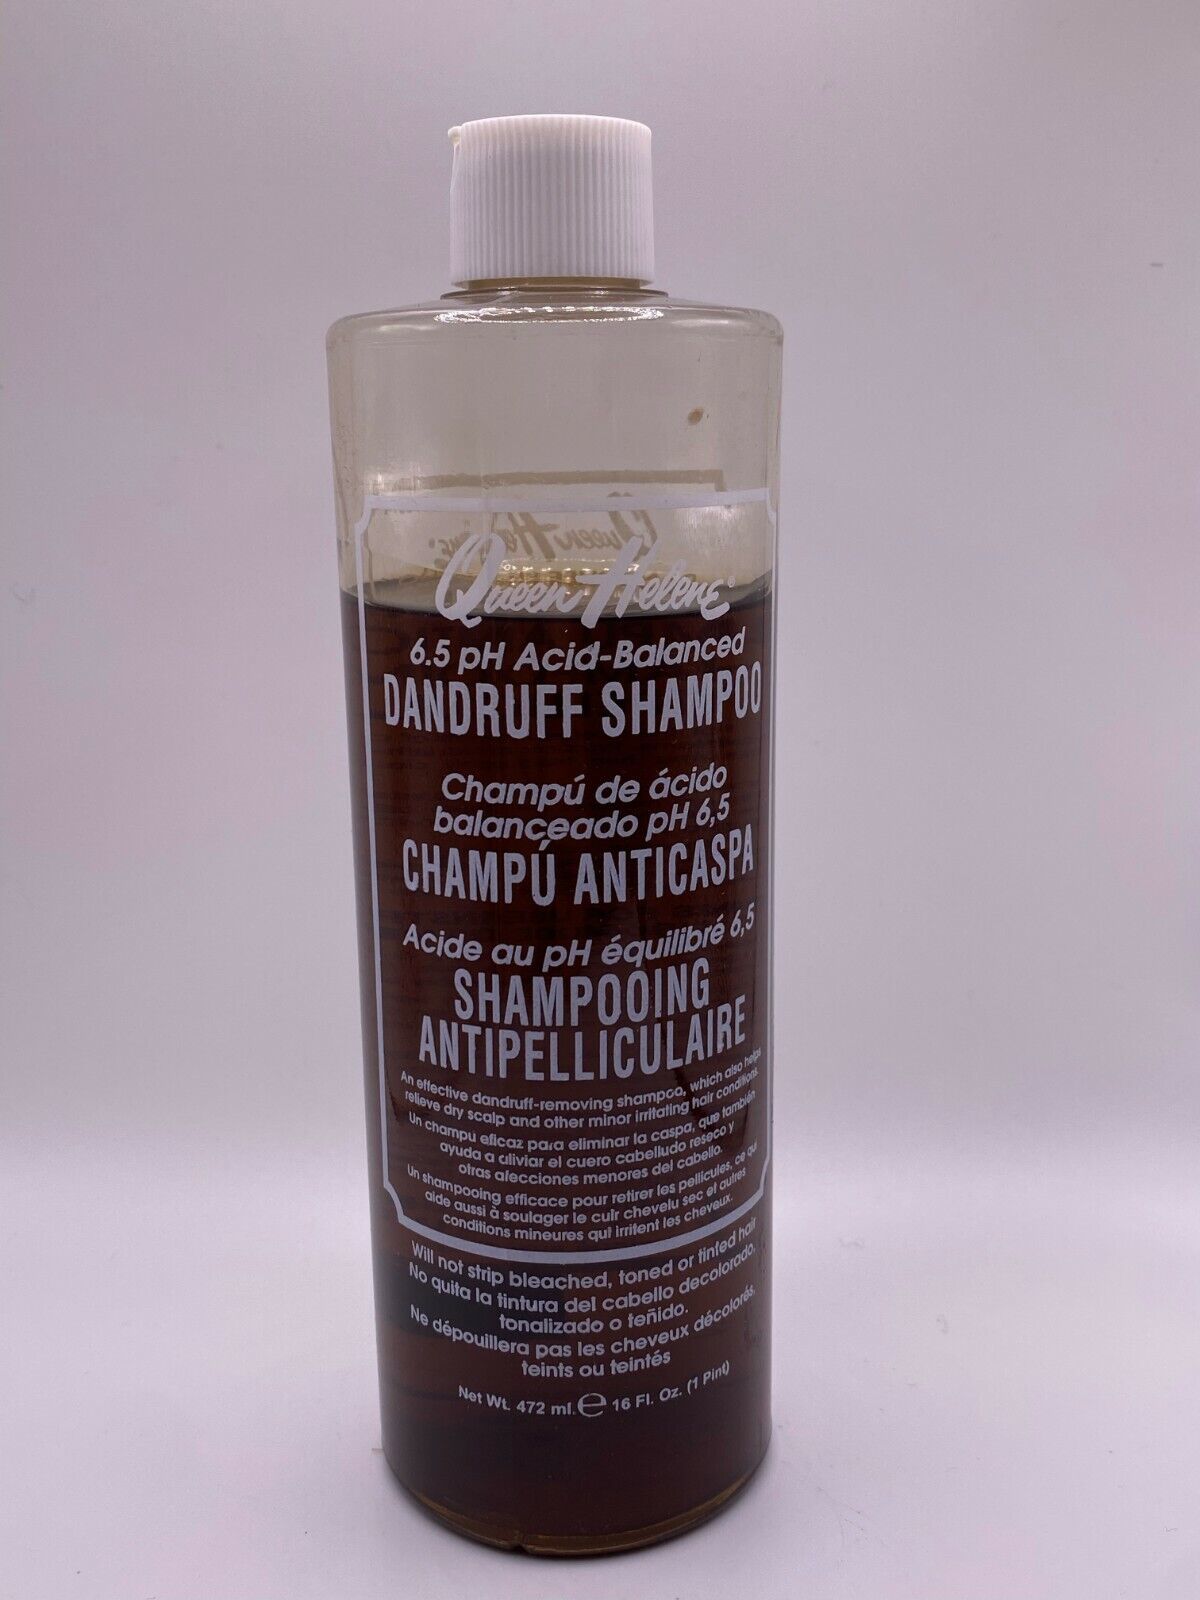 Queen Helene®
6.5 pH Acid-Balanced
DANDRUFF SHAMPOO
Champú de ácido
balanceado pH 6,5
CHAMPÚ ANTICASPA
Acide au pH équilibré 6,5
SHAMPOOING
ANTIPELLICULAIRE
An effective dandruff-removing shampoo, which also helps
relieve dry scalp and other minor irritating hair conditions.
Un champu eficaz para eliminar la caspa, que también
ayuda a aliviar el cuero cabelludo reseco y
otras afecciones menores del cabello.
Un shampooing efficace pour retirer les pellicules, ce qui
aide aussi à soulager le cuir chevelu sec et autres
conditions mineures qui irritent les cheveux.
Will not strip bleached, toned or tinted hair
No quita la tintura del cabello decolorado,
tonalizado o teñido.
Ne dépouillera pas les cheveux décolorés,
teints ou teintés
Net Wt. 472 ml. ℮ 16 Fl. Oz. (1 Pint)